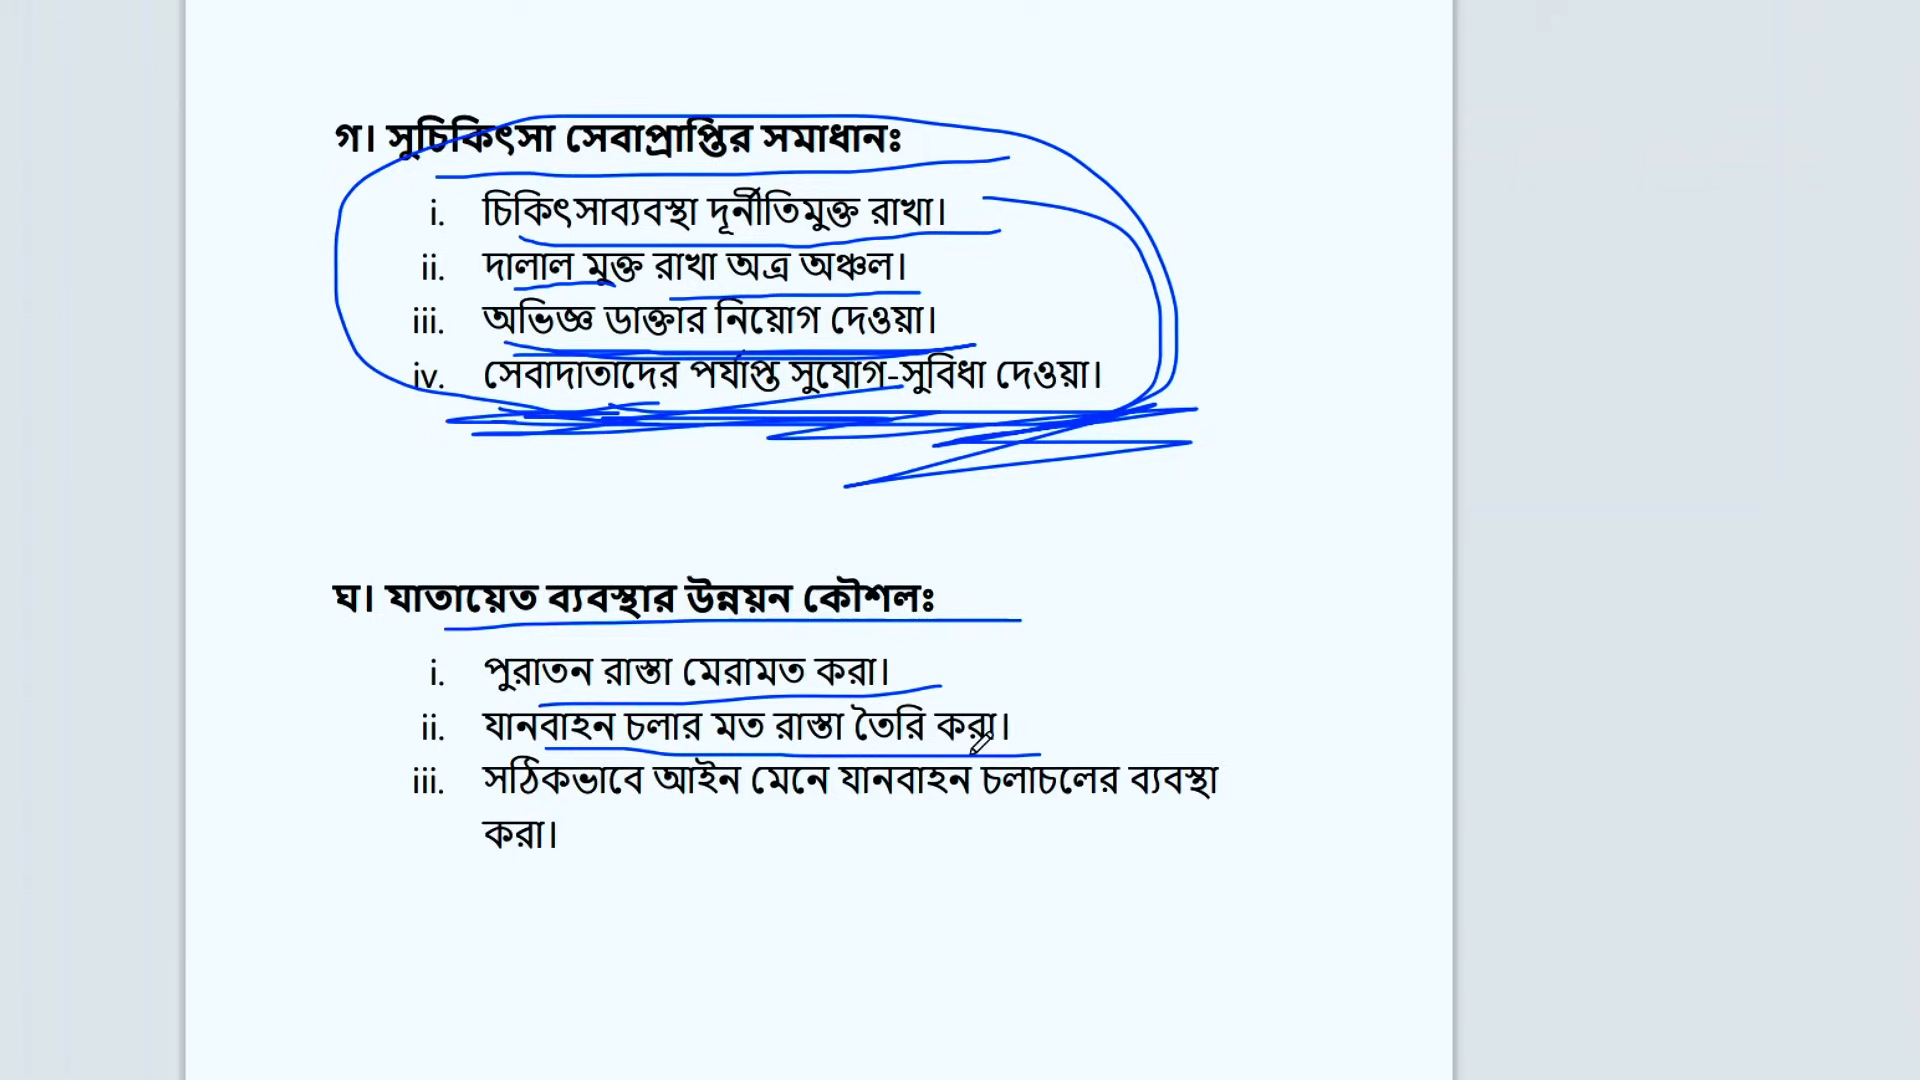 গ। সুচিকিৎসা সেবাপ্রাপ্তির সমাধানঃ
i. চিকিৎসাব্যবস্থা দূর্নীতিমুক্ত রাখা।
ii. দালাল মুক্ত রাখা অত্র অঞ্চল।
iii. অভিজ্ঞ ডাক্তার নিয়োগ দেওয়া।
iv. সেবাদাতাদের পর্যাপ্ত সুযোগ-সুবিধা দেওয়া।
ঘ। যাতায়েত ব্যবস্থার উন্নয়ন কৌশলঃ
i. পুরাতন রাস্তা মেরামত করা।
ii. যানবাহন চলার মত রাস্তা তৈরি করা।
iii. সঠিকভাবে আইন মেনে যানবাহন চলাচলের ব্যবস্থা
করা।